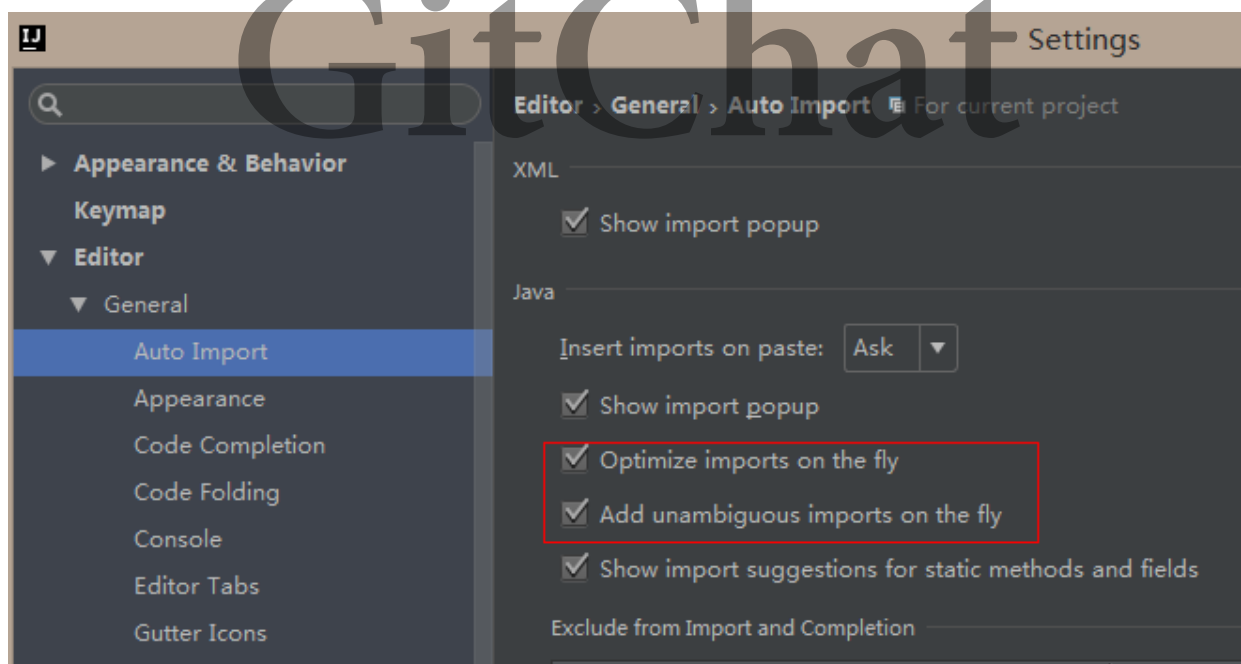 GitChat
IJ
Settings
Editor › General › Auto Import For current project
Appearance & Behavior
Keymap
Editor
General
Auto Import
Appearance
Code Completion
Code Folding
Console
Editor Tabs
Gutter Icons
XML
Show import popup
Java
Insert imports on paste: Ask
Show import popup
Optimize imports on the fly
Add unambiguous imports on the fly
Show import suggestions for static methods and fields
Exclude from Import and Completion